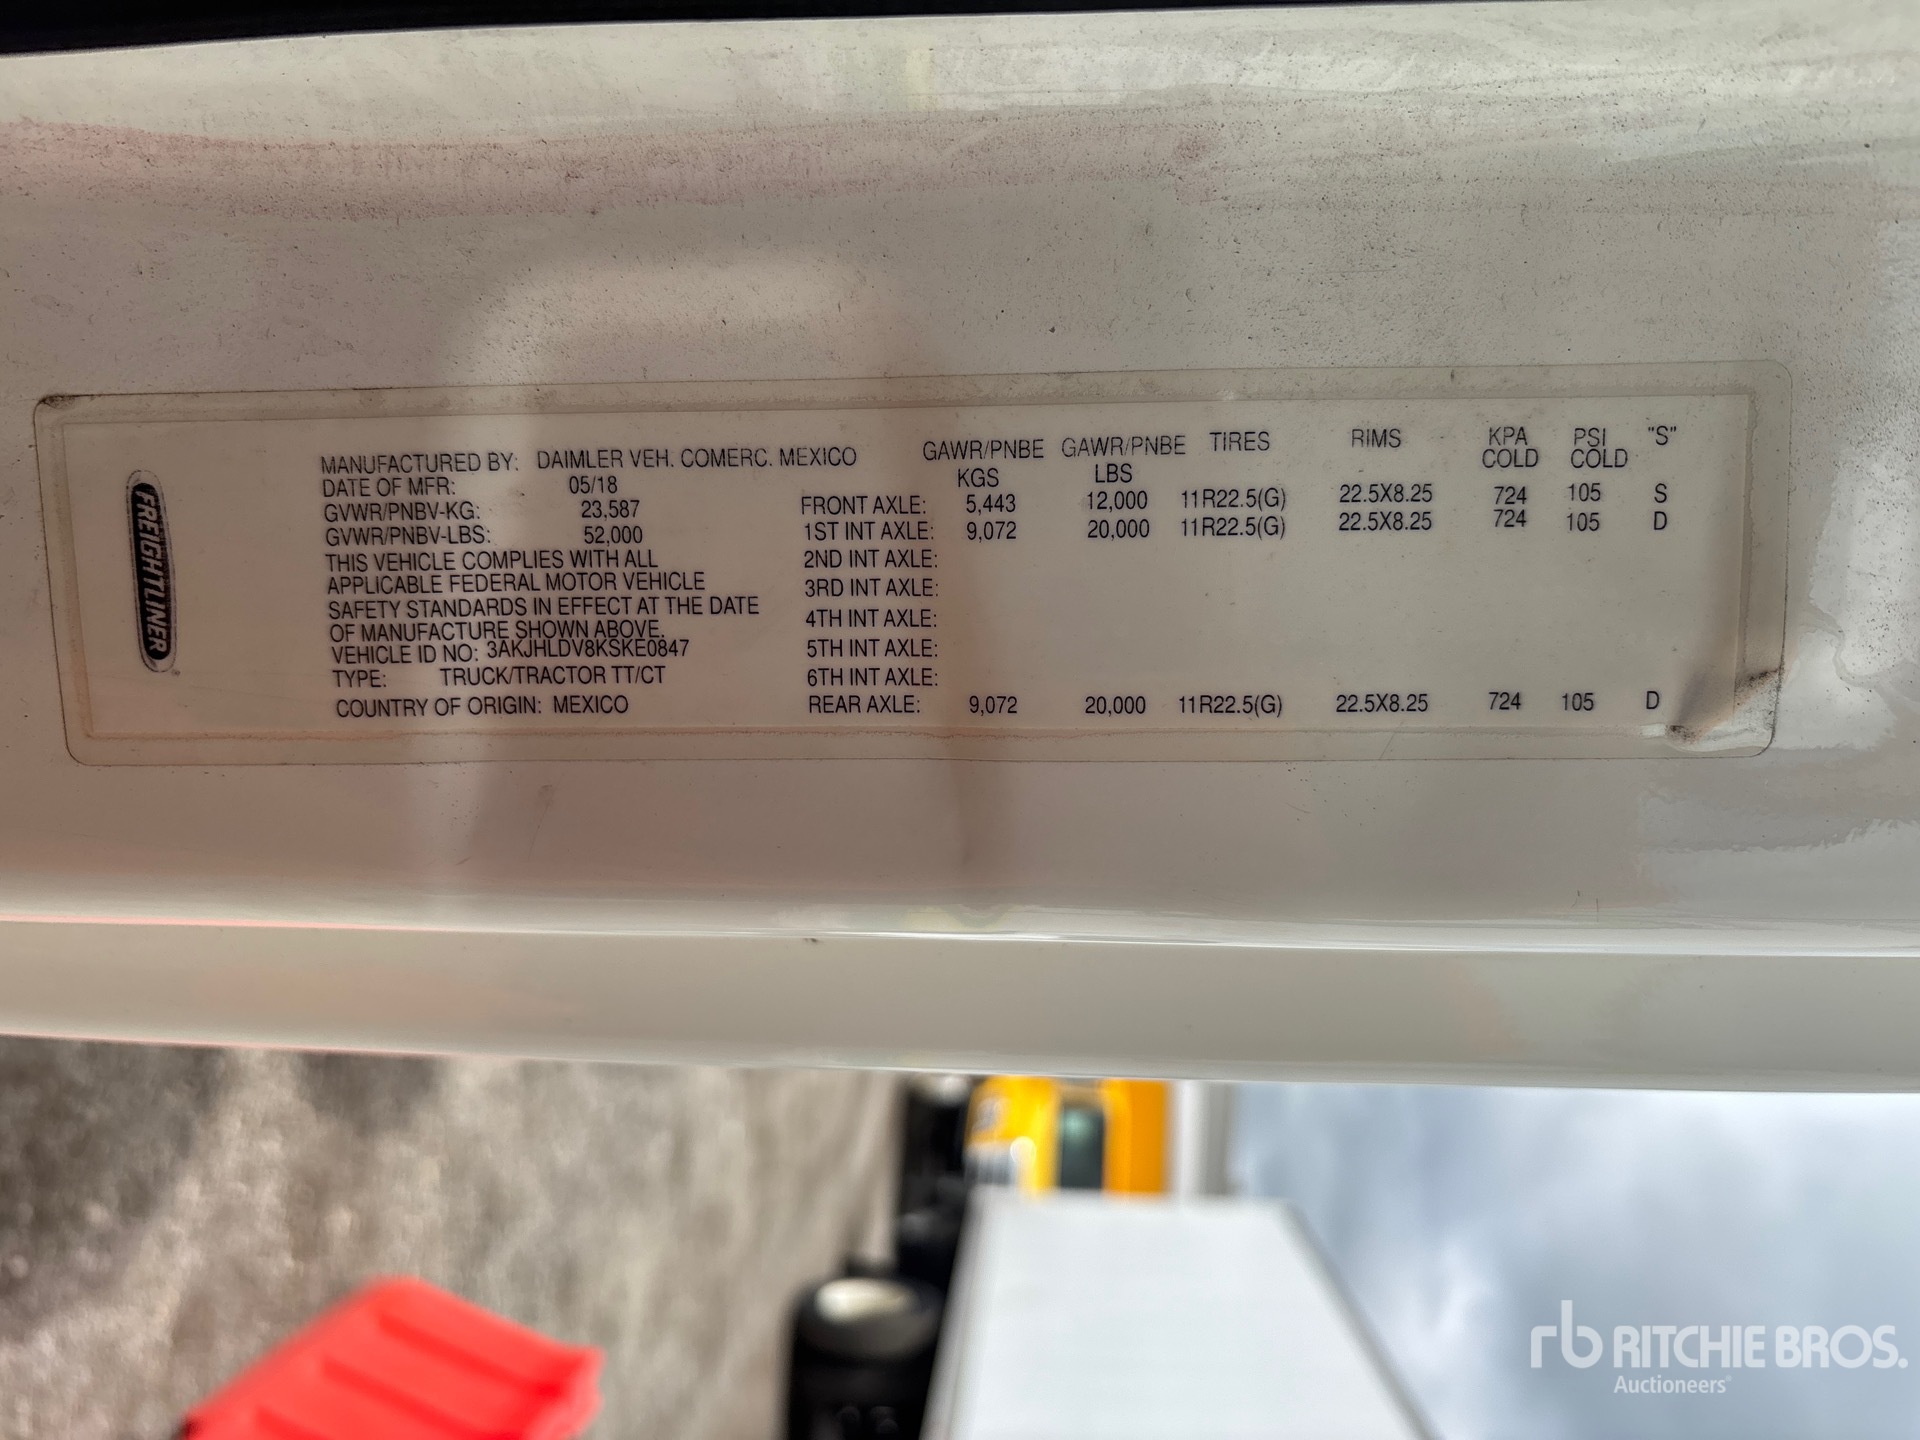 FREIGHTLINER
MANUFACTURED BY: DAIMLER VEH. COMERC. MEXICO
DATE OF MFR: 05/18
GVWR/PNBV-KG: 23,587
GVWR/PNBV-LBS: 52,000
THIS VEHICLE COMPLIES WITH ALL
APPLICABLE FEDERAL MOTOR VEHICLE
SAFETY STANDARDS IN EFFECT AT THE DATE
OF MANUFACTURE SHOWN ABOVE.
VEHICLE ID NO: 3AKJHLDV8KSKE0847
TYPE: TRUCK/TRACTOR TT/CT
COUNTRY OF ORIGIN: MEXICO
GAWR/PNBE GAWR/PNBE TIRES RIMS KPA PSI "S"
KGS LBS COLD COLD
FRONT AXLE: 5,443 12,000 11R22.5(G) 22.5X8.25 724 105 S
1ST INT AXLE: 9,072 20,000 11R22.5(G) 22.5X8.25 724 105 D
2ND INT AXLE:
3RD INT AXLE:
4TH INT AXLE:
5TH INT AXLE:
6TH INT AXLE:
REAR AXLE: 9,072 20,000 11R22.5(G) 22.5X8.25 724 105 D
rb RITCHIE BROS.
Auctioneers